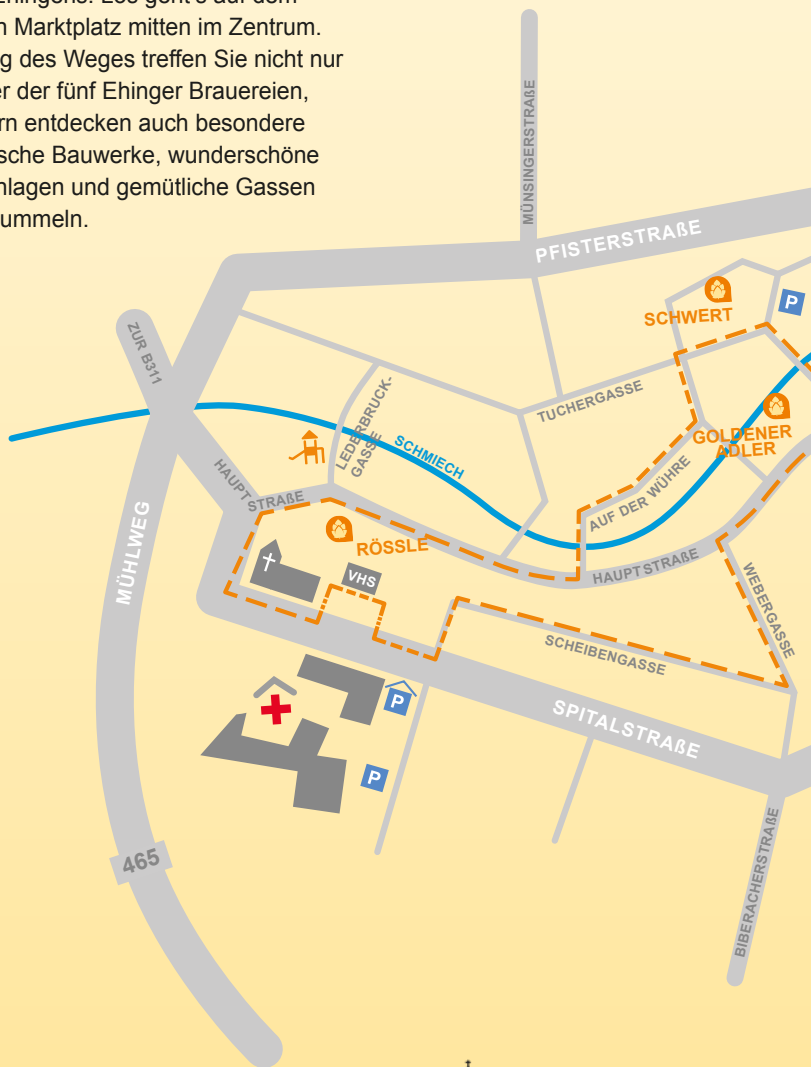 Ehingens. Los geht's auf dem
n Marktplatz mitten im Zentrum.
g des Weges treffen Sie nicht nur
er der fünf Ehinger Brauereien,
rn entdecken auch besondere
sche Bauwerke, wunderschöne
nlagen und gemütliche Gassen
ummeln.
MÜNSINGERSTRAßE
PFISTERSTRAßE
SCHWERT
P
ZUR B311
TUCHERGASSE
LEDERBRUCK-
GASSE
SCHMIECH
GOLDENER
ADLER
HAUPT
STRAßE
AUF DER WÜHRE
RÖSSLE
MÜHLWEG
VHS
HAUPTSTRAßE
WEBERGASSE
SCHEIBENGASSE
P
SPITALSTRAßE
P
465
BIBERACHERSTRAßE